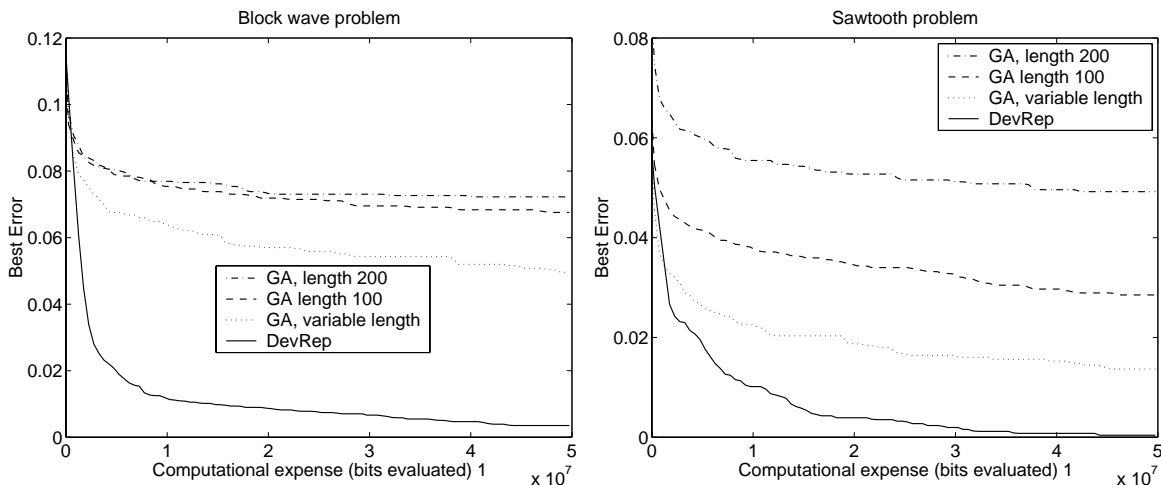 Block wave problem
0.12
0.1
0.08
0.06
0.04
0.02
0
Best Error
GA, length 200
GA length 100
GA, variable length
DevRep
0 1 2 3 4 5
Computational expense (bits evaluated) 1
x 10^7
Sawtooth problem
0.08
0.06
0.04
0.02
0
Best Error
GA, length 200
GA length 100
GA, variable length
DevRep
0 1 2 3 4 5
Computational expense (bits evaluated) 1
x 10^7